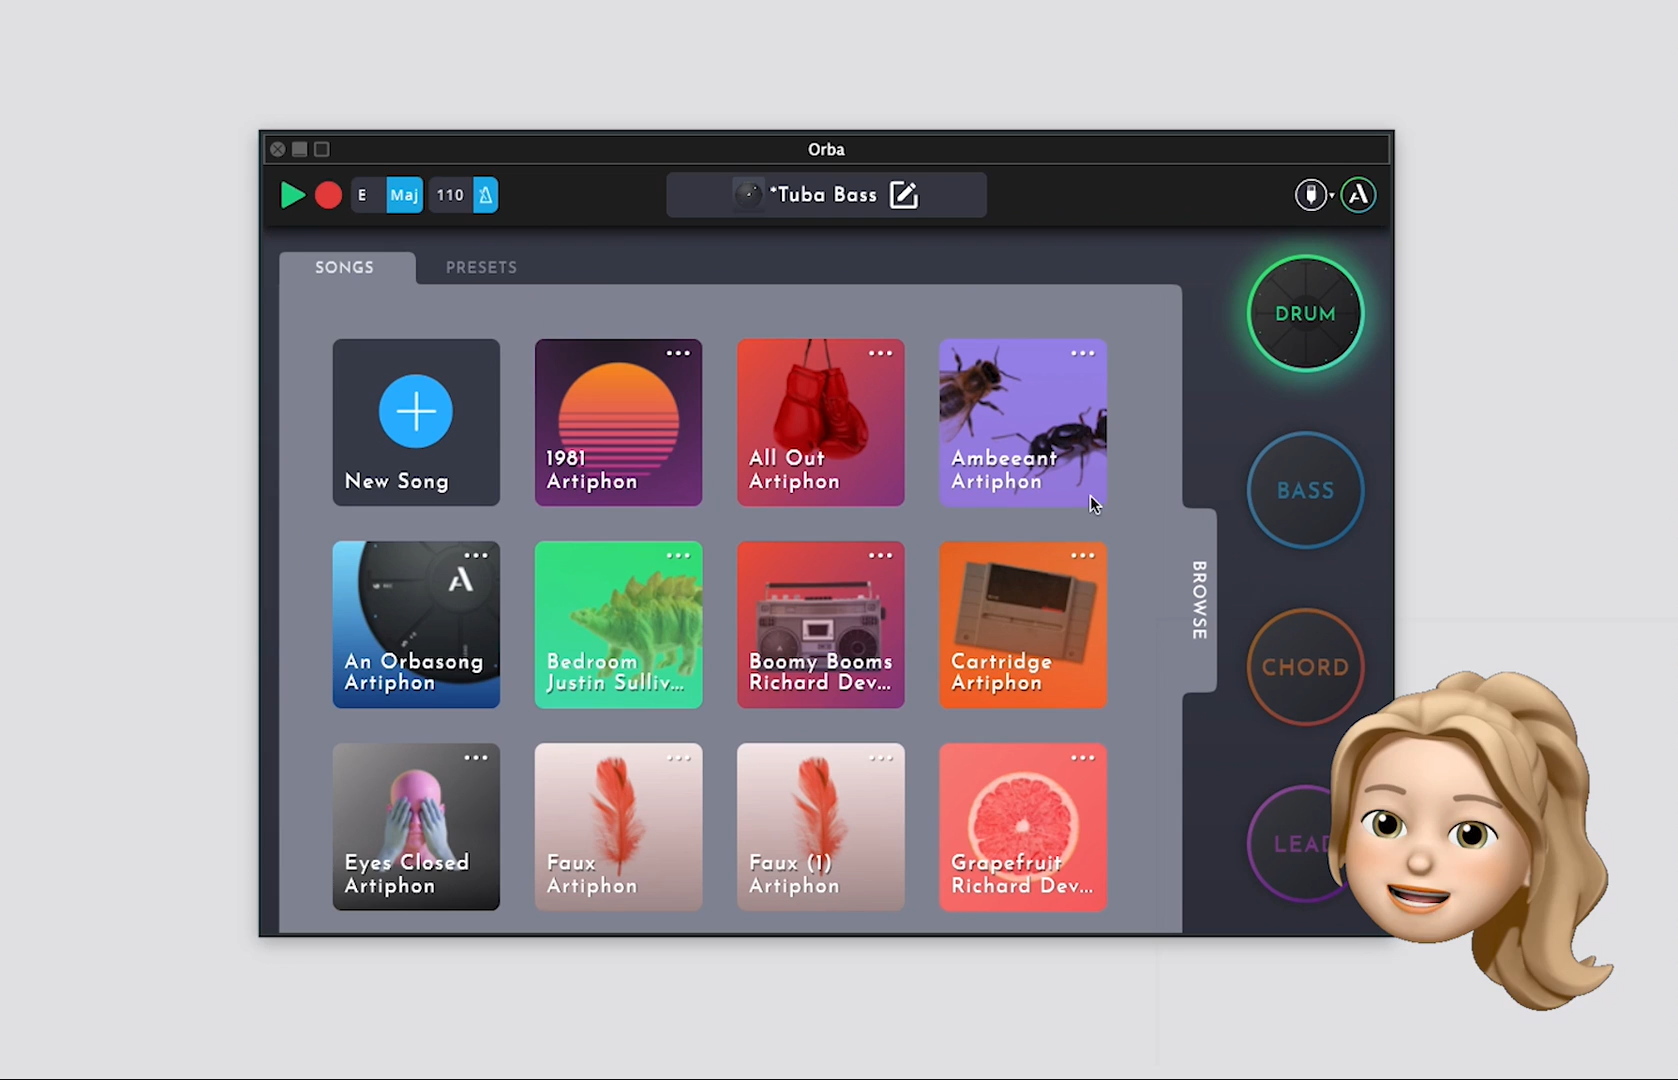 Orba
E Maj 110
*Tuba Bass
SONGS
PRESETS
New Song
1981
Artiphon
All Out
Artiphon
Ambeeant
Artiphon
An Orbasong
Artiphon
Bedroom
Justin Sulliv...
Boomy Booms
Richard Dev...
Cartridge
Artiphon
Eyes Closed
Artiphon
Faux
Artiphon
Faux (1)
Artiphon
Grapefruit
Richard Dev...
BROWSE
DRUM
BASS
CHORD
LEA